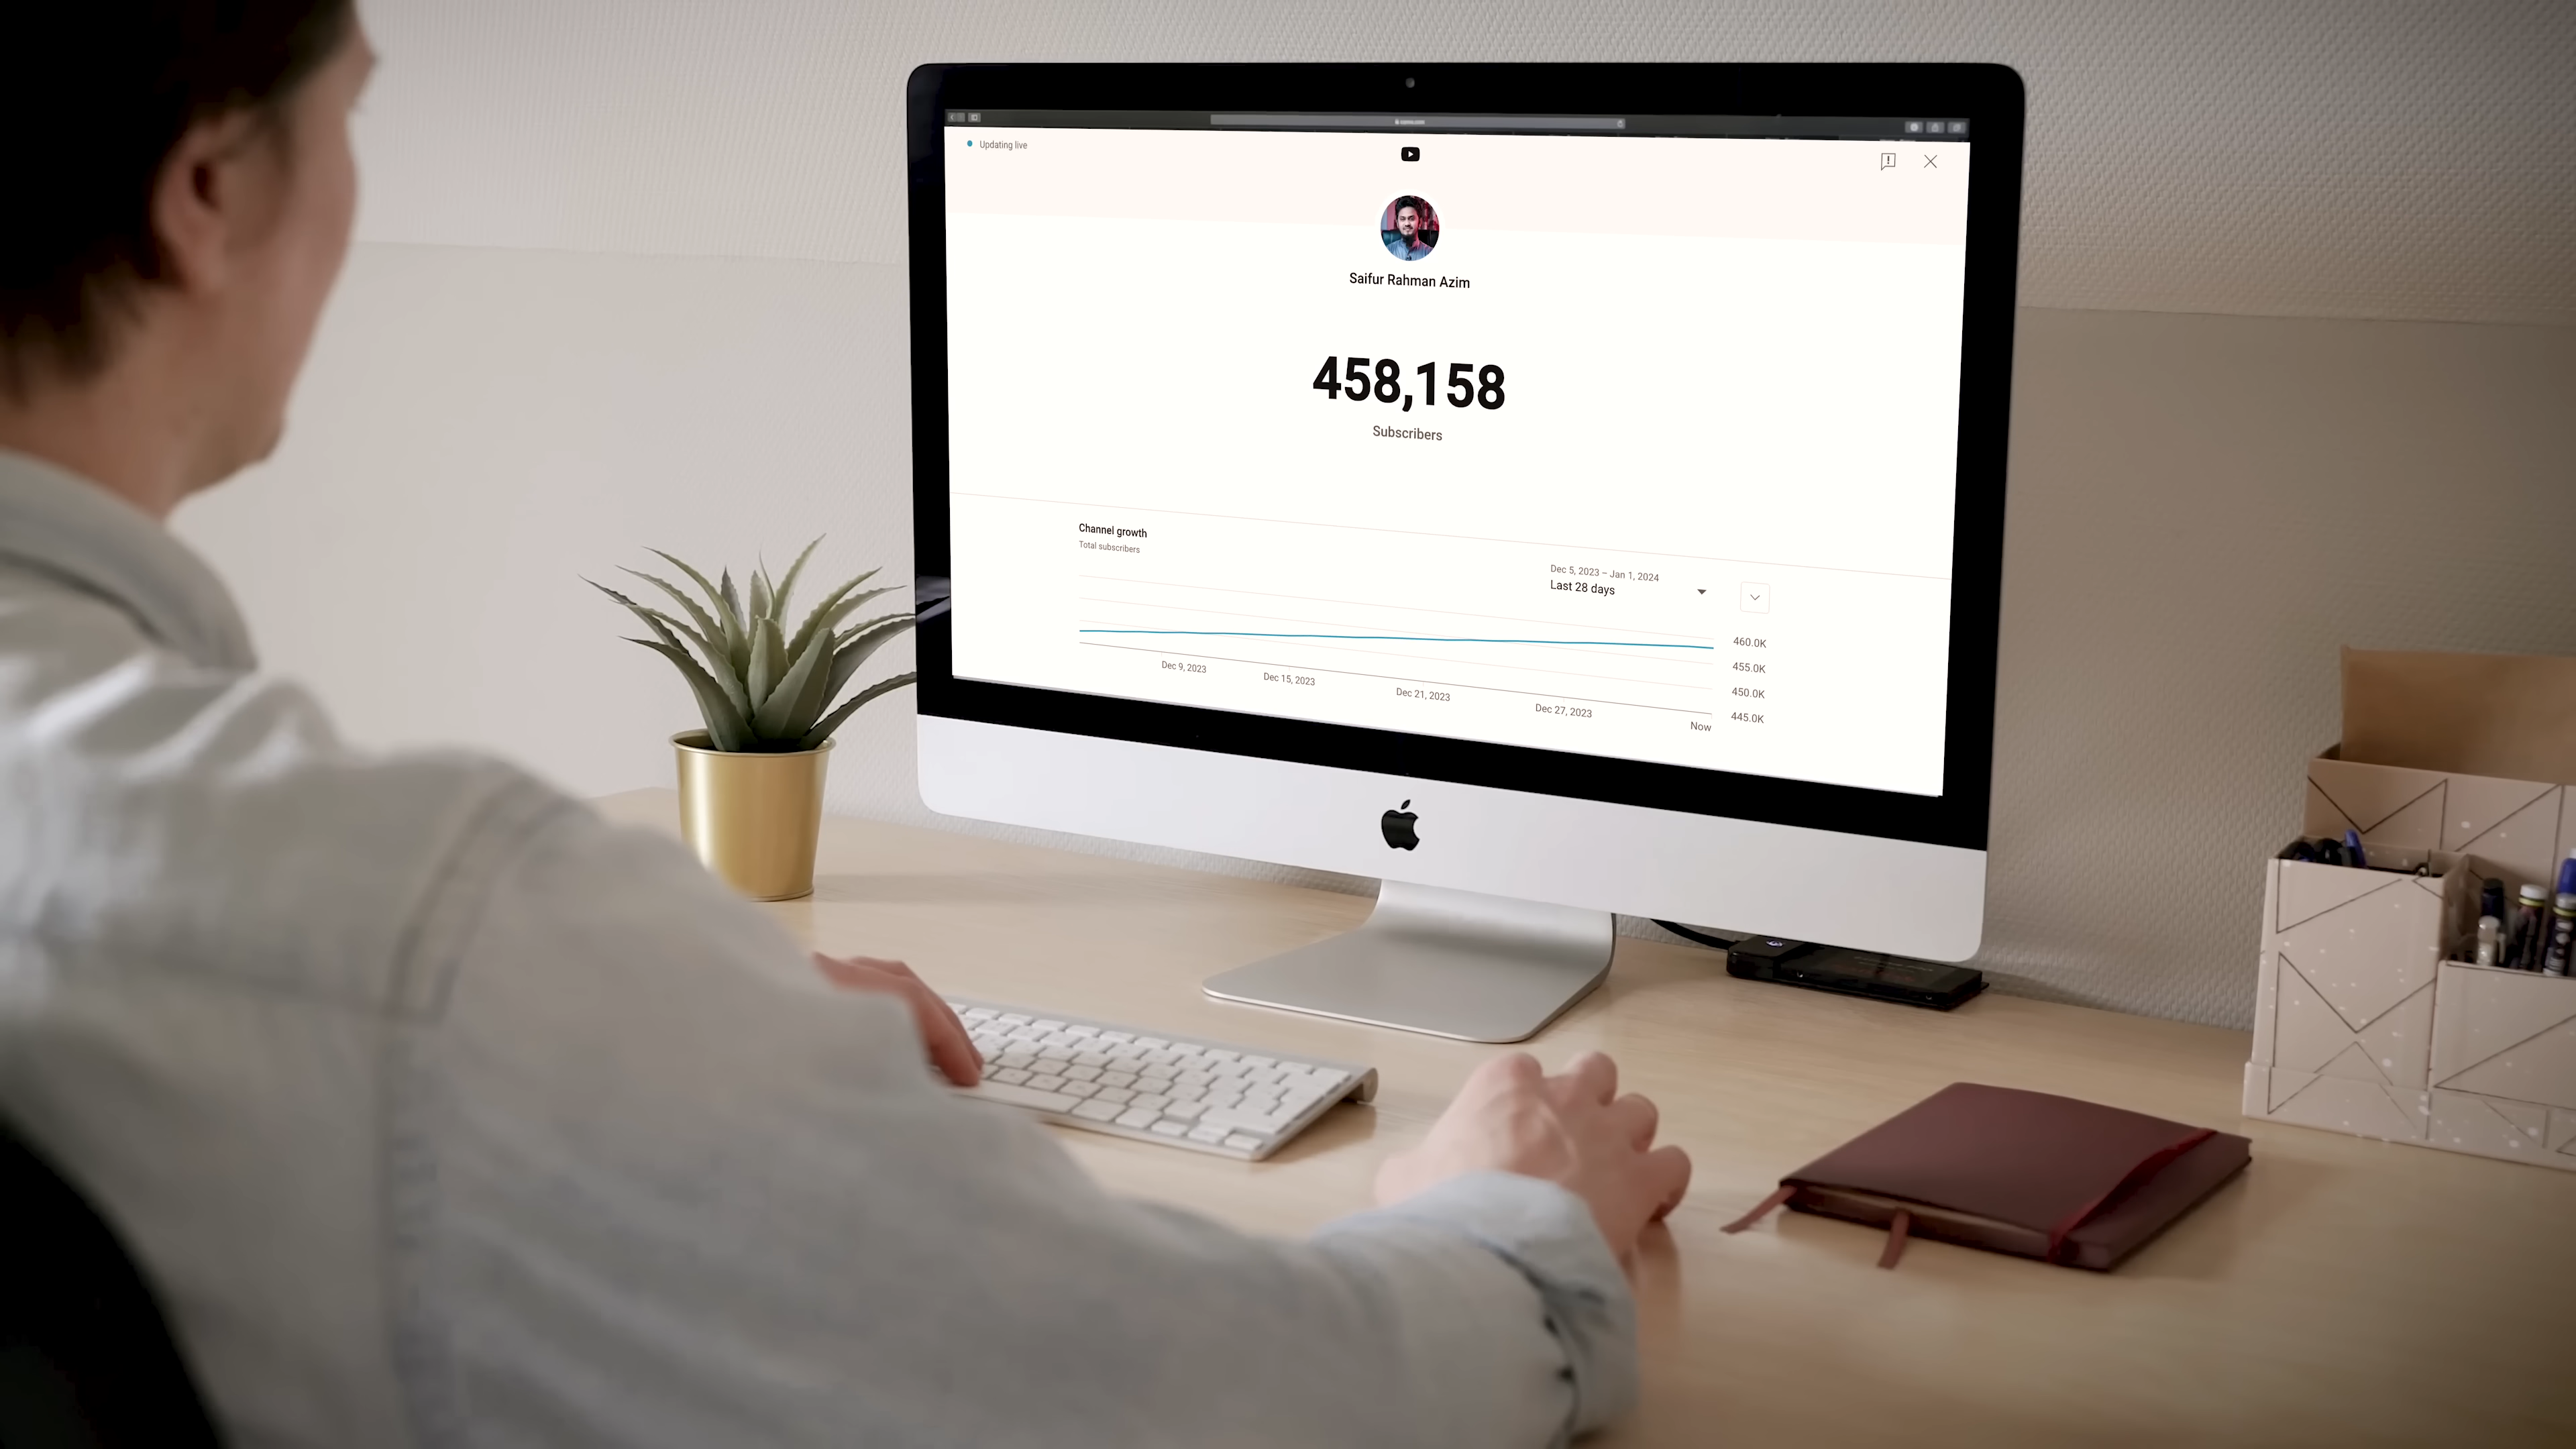 Updating live
Saifur Rahman Azim
458,158
Subscribers
Channel growth
Total subscribers
Dec 5, 2023 – Jan 1, 2024
Last 28 days
460.0K
455.0K
450.0K
445.0K
Dec 9, 2023
Dec 15, 2023
Dec 21, 2023
Dec 27, 2023
Now